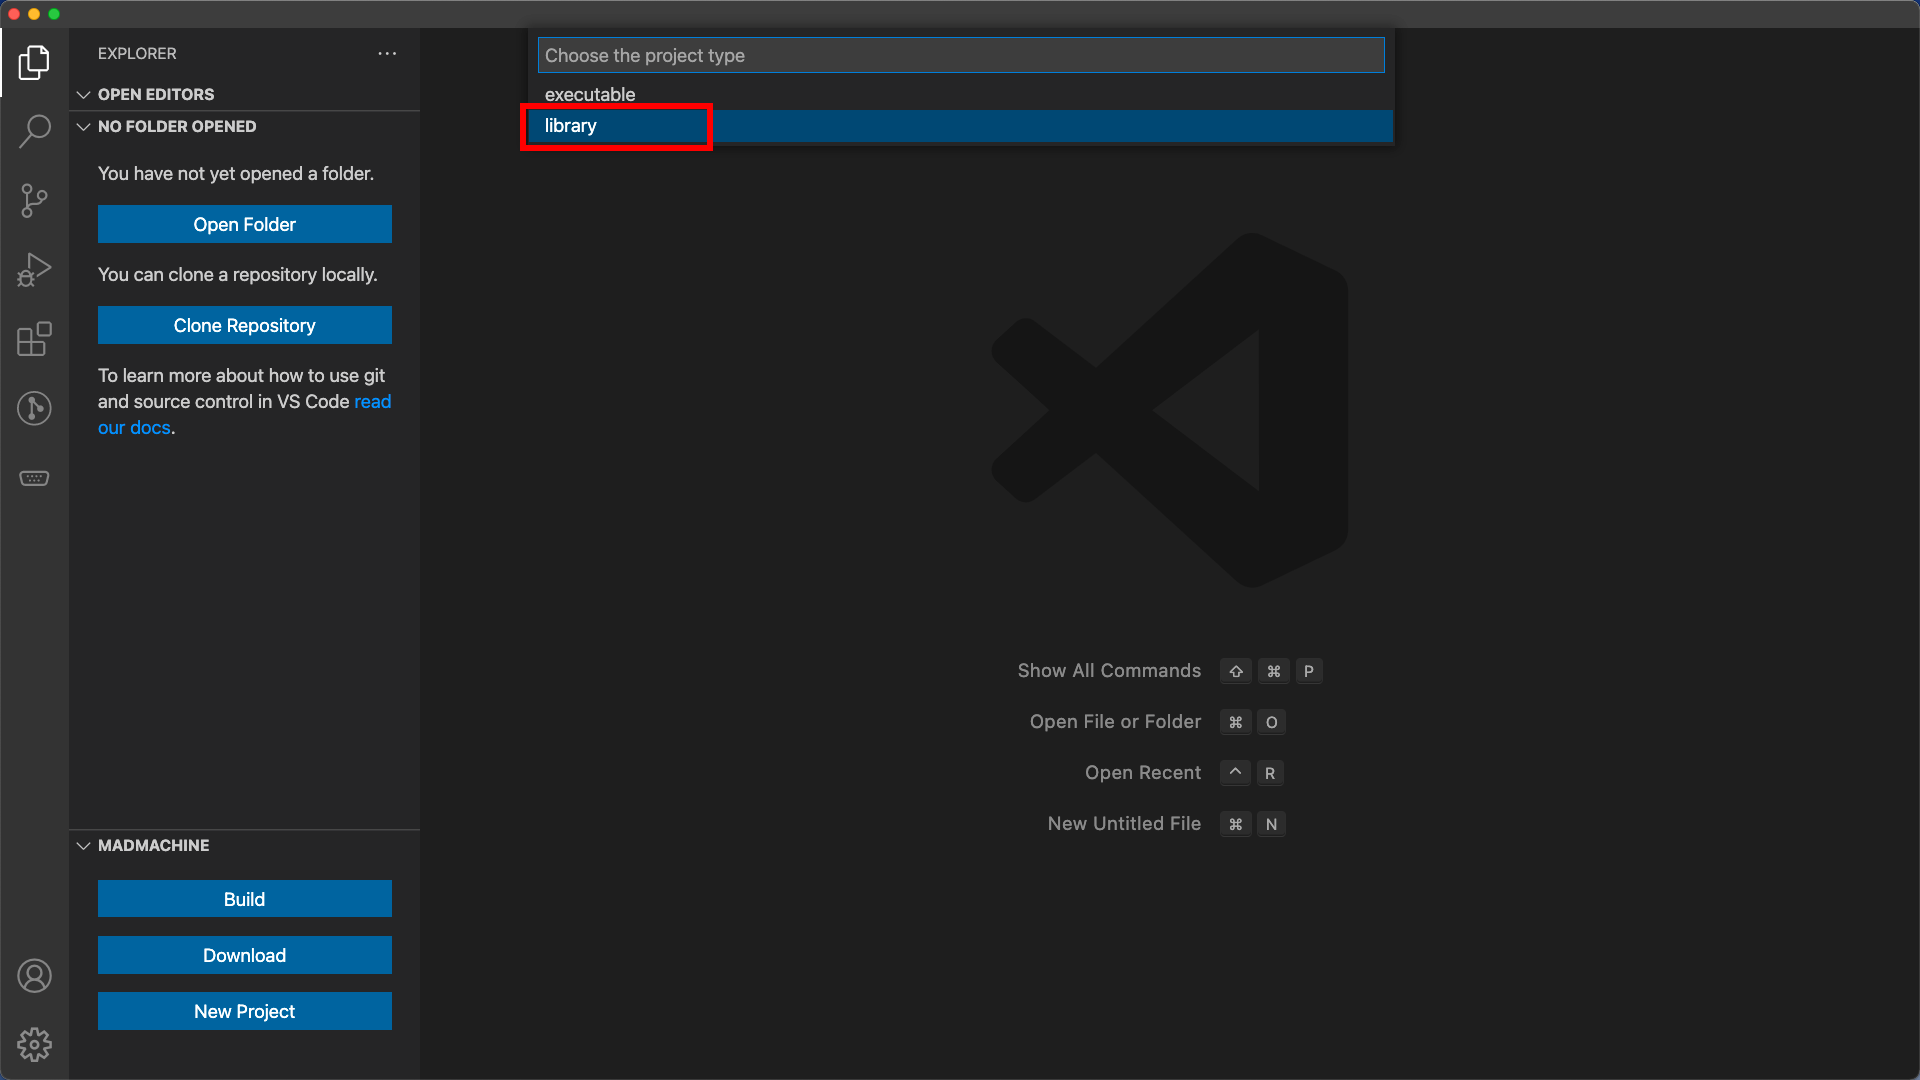 Choose the project type
executable
library
EXPLORER
OPEN EDITORS
NO FOLDER OPENED
You have not yet opened a folder.
Open Folder
You can clone a repository locally.
Clone Repository
To learn more about how to use git
and source control in VS Code read
our docs.
Show All Commands ⇧ ⌘ P
Open File or Folder ⌘ O
Open Recent ^ R
New Untitled File ⌘ N
MADMACHINE
Build
Download
New Project